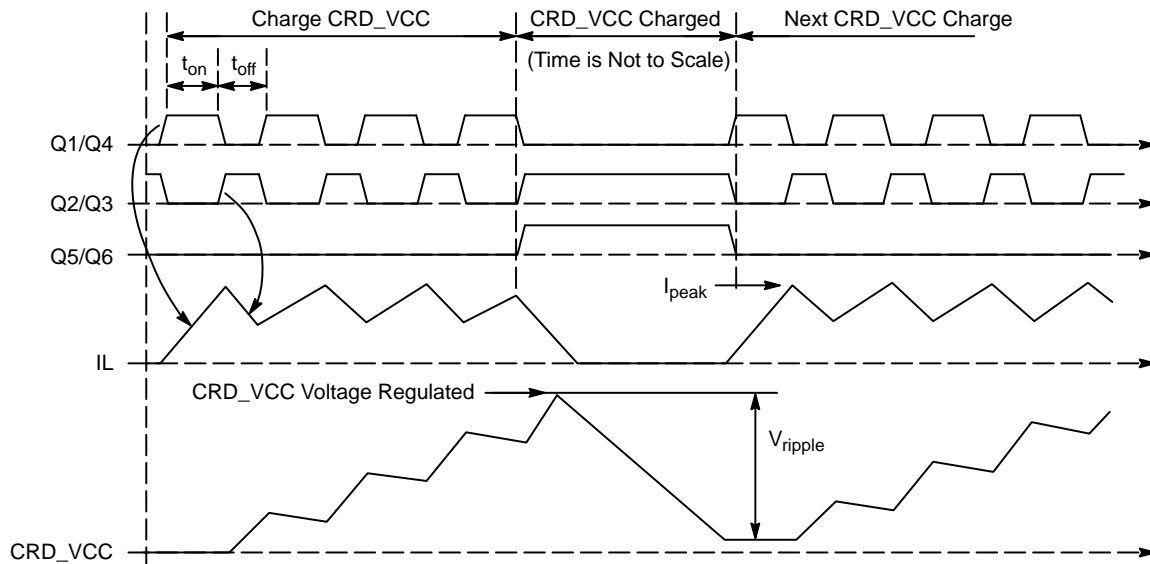 Charge CRD_VCC
CRD_VCC Charged
Next CRD_VCC Charge
(Time is Not to Scale)
ton
toff
Q1/Q4
Q2/Q3
Q5/Q6
Ipeak
IL
CRD_VCC Voltage Regulated
Vripple
CRD_VCC